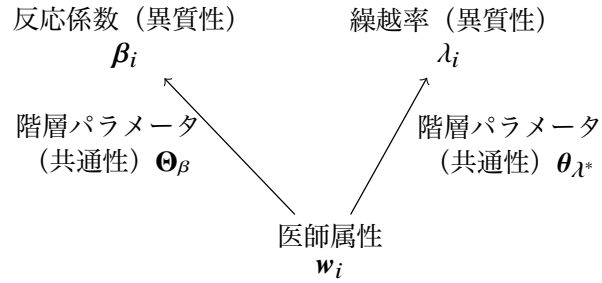 反応係数（異質性）
β_i
繰越率（異質性）
λ_i
階層パラメータ
（共通性）Θ_β
階層パラメータ
（共通性）θ_{λ*}
医師属性
w_i